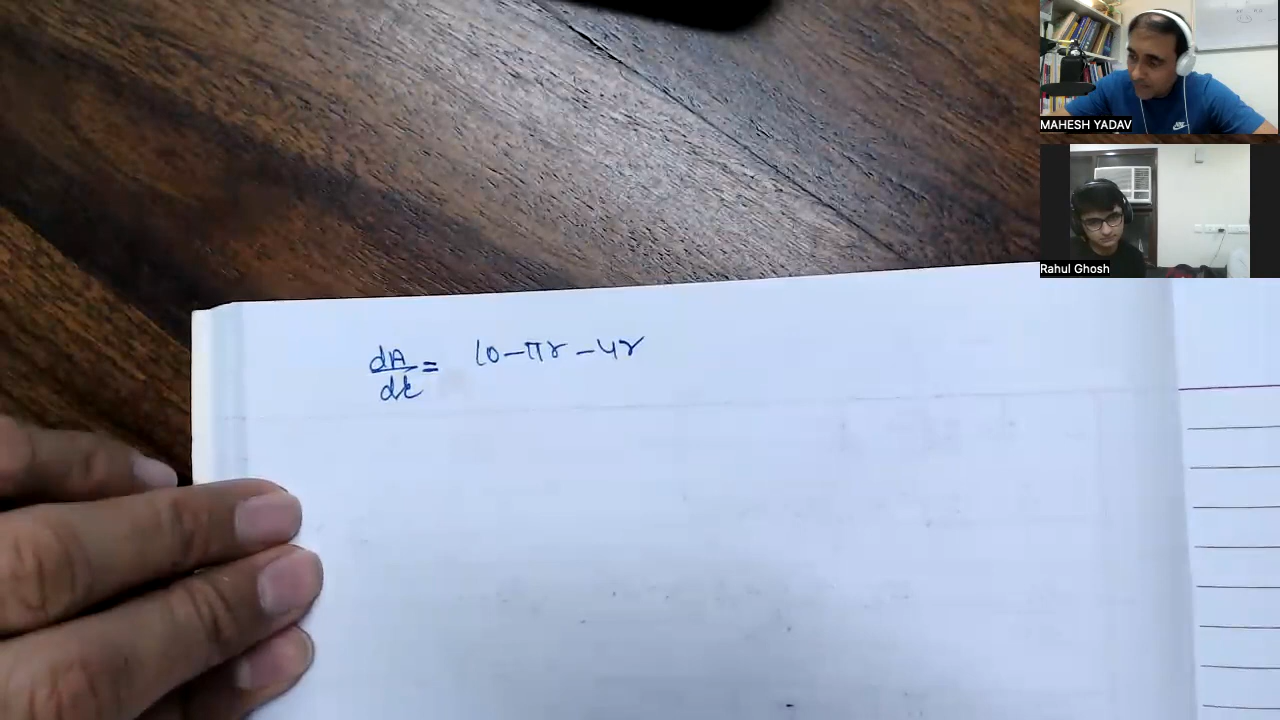 MAHESH YADAV
Rahul Ghosh
dA/dt = 10-πr-4r